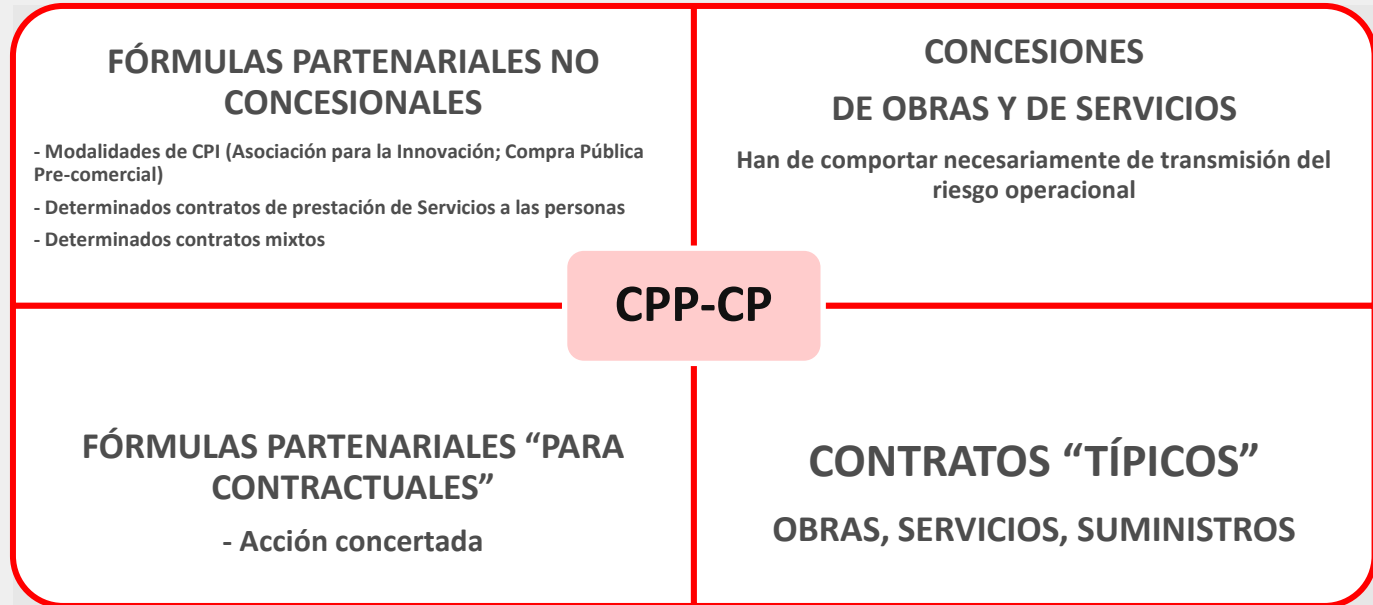 FÓRMULAS PARTENARIALES NO
CONCESIONALES
- Modalidades de CPI (Asociación para la Innovación; Compra Pública
Pre-comercial)
- Determinados contratos de prestación de Servicios a las personas
- Determinados contratos mixtos
CONCESIONES
DE OBRAS Y DE SERVICIOS
Han de comportar necesariamente de transmisión del
riesgo operacional
CPP-CP
FÓRMULAS PARTENARIALES “PARA
CONTRACTUALES”
- Acción concertada
CONTRATOS “TÍPICOS”
OBRAS, SERVICIOS, SUMINISTROS